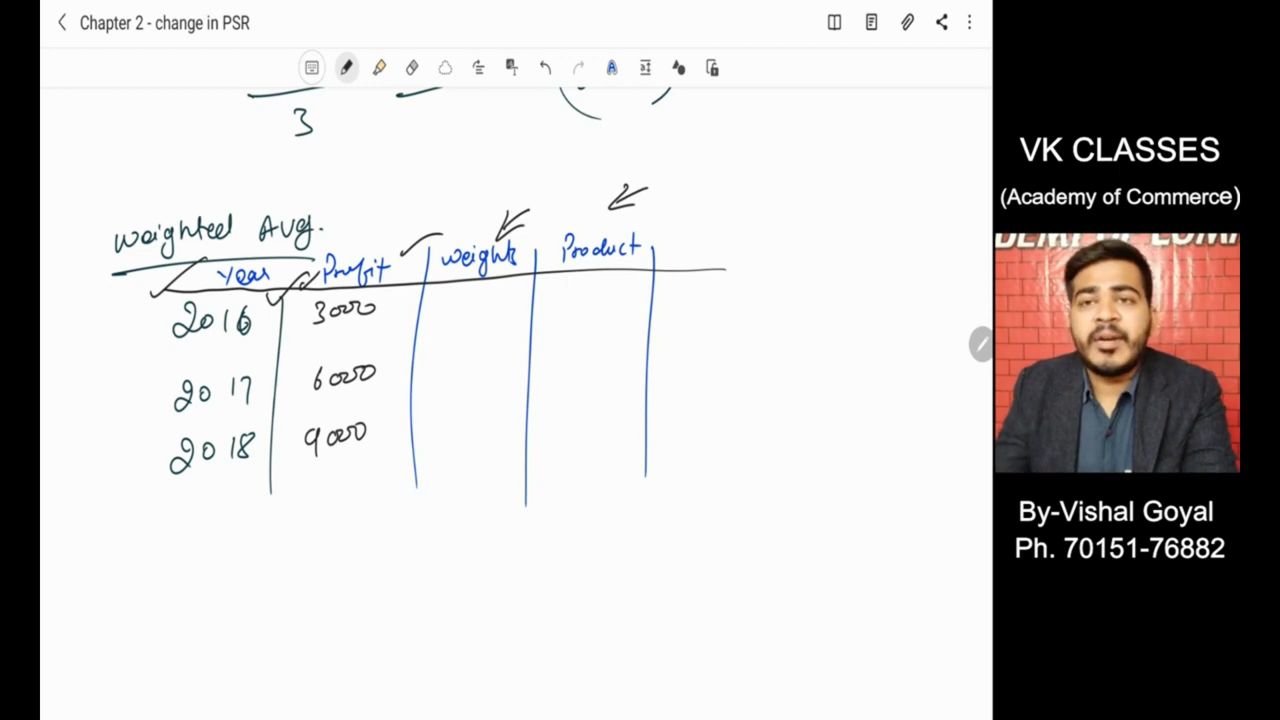 Chapter 2 - change in PSR
3
Weighted Avg.
Year Profit Weights Product
2016 3000
2017 6000
2018 9000
VK CLASSES
(Academy of Commerce)
By-Vishal Goyal
Ph. 70151-76882